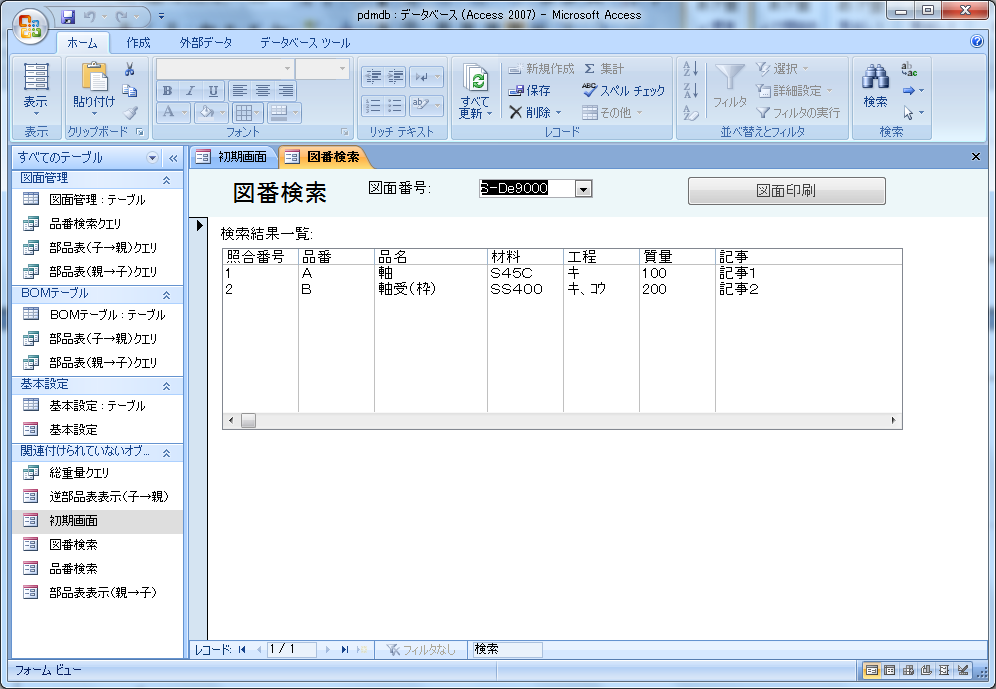 pdmdb : データベース (Access 2007) - Microsoft Access
ホーム 作成 外部データ データベース ツール
表示 貼り付け B I U A すべて 更新 新規作成 Σ 集計 保存 ABC スペル チェック 削除 その他 フィルタ 選択 詳細設定 フィルタの実行 検索
表示 クリップボード フォント リッチ テキスト レコード 並べ替えとフィルタ 検索
すべてのテーブル
図面管理
図面管理 : テーブル
品番検索クエリ
部品表(子→親)クエリ
部品表(親→子)クエリ
BOMテーブル
BOMテーブル : テーブル
部品表(子→親)クエリ
部品表(親→子)クエリ
基本設定
基本設定 : テーブル
基本設定
関連付けられていないオブ...
総重量クエリ
逆部品表表示(子→親)
初期画面
図番検索
品番検索
部品表表示(親→子)
初期画面 図番検索
図番検索 図面番号: S-De9000 図面印刷
検索結果一覧:
照合番号 品番 品名 材料 工程 質量 記事
1 A 軸 S45C キ 100 記事1
2 B 軸受(枠) SS400 キ、コウ 200 記事2
レコード: 1 / 1 フィルタなし 検索
フォーム ビュー